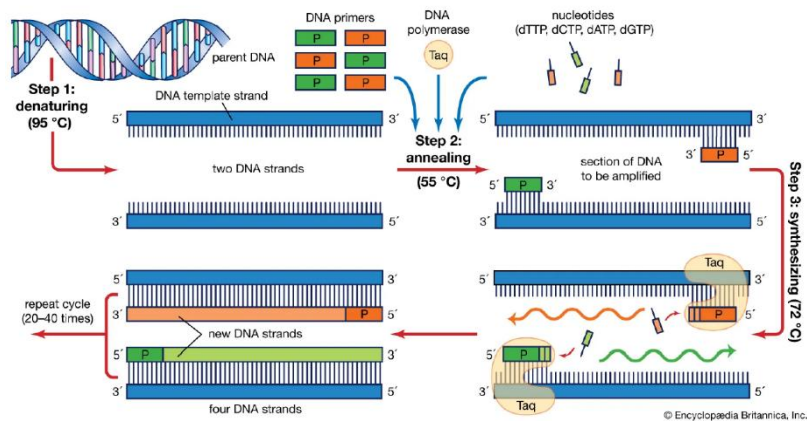 parent DNA
DNA primers
P P
P P
P P
DNA
polymerase
Taq
nucleotides
(dTTP, dCTP, dATP, dGTP)
Step 1:
denaturing
(95 °C)
DNA template strand
5′ 3′
two DNA strands
3′ 5′
Step 2:
annealing
(55 °C)
5′ 3′
3′ P 5′
section of DNA
to be amplified
5′ P 3′
3′ 5′
Step 3: synthesizing (72 °C)
Taq
5′ 3′
P 5′
5′ P
3′ 5′
Taq
5′ 3′
3′ P 5′
new DNA strands
5′ P 3′
3′ 5′
four DNA strands
repeat cycle
(20–40 times)
© Encyclopædia Britannica, Inc.